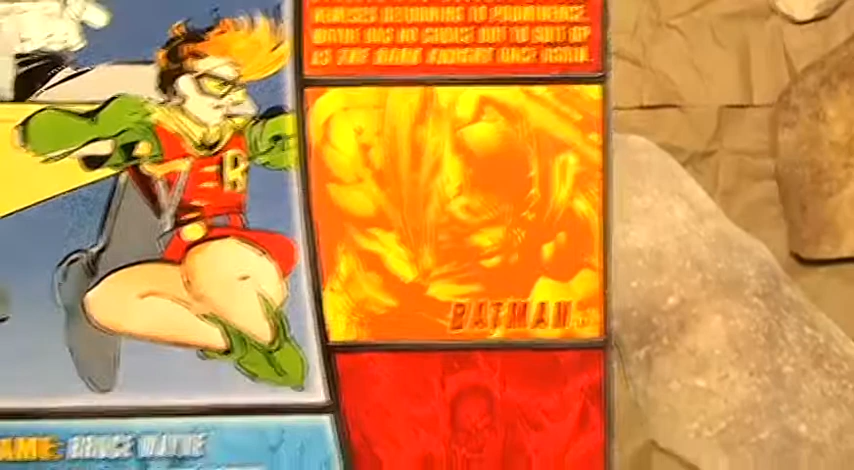 NEMESES RETURNING TO PROMINENCE,
WAYNE HAS NO CHOICE BUT TO SUIT UP
AS THE DARK KNIGHT ONCE AGAIN.
R
BATMAN
NAME: BRUCE WAYNE